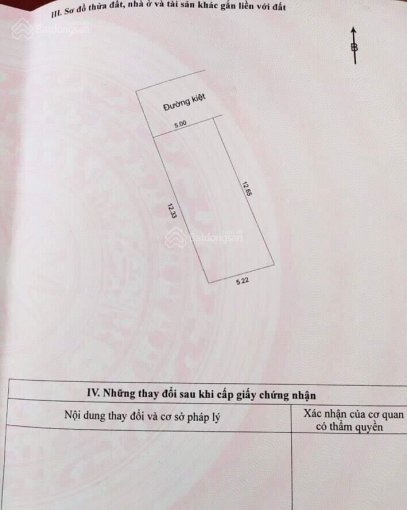 III. Sơ đồ thửa đất, nhà ở và tài sản khác gắn liền với đất
Batdongsan
B
Đường kiệt
5.00
12.33
12.65
Batdongsan
5.22
IV. Những thay đổi sau khi cấp giấy chứng nhận
Nội dung thay đổi và cơ sở pháp lý
Xác nhận của cơ quan
có thẩm quyền